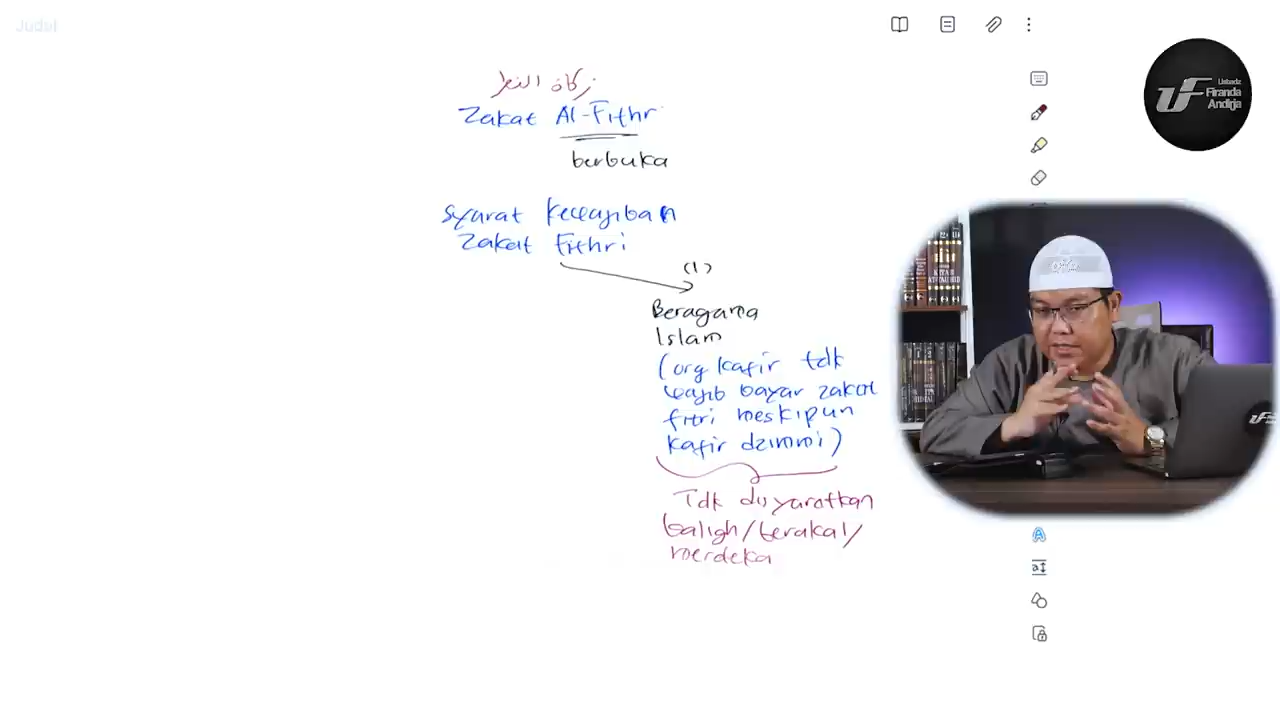 Judul
زكاة الفطر
Zakat Al-Fithr
berbuka
Syarat kewajiban
Zakat Fithri
(1)
Beragama
Islam
(org kafir tdk
wajib bayar zakat
fitri meskipun
kafir dzimmi)
Tdk disyaratkan
baligh/berakal/
merdeka
Ustadz
Firanda
Andirja